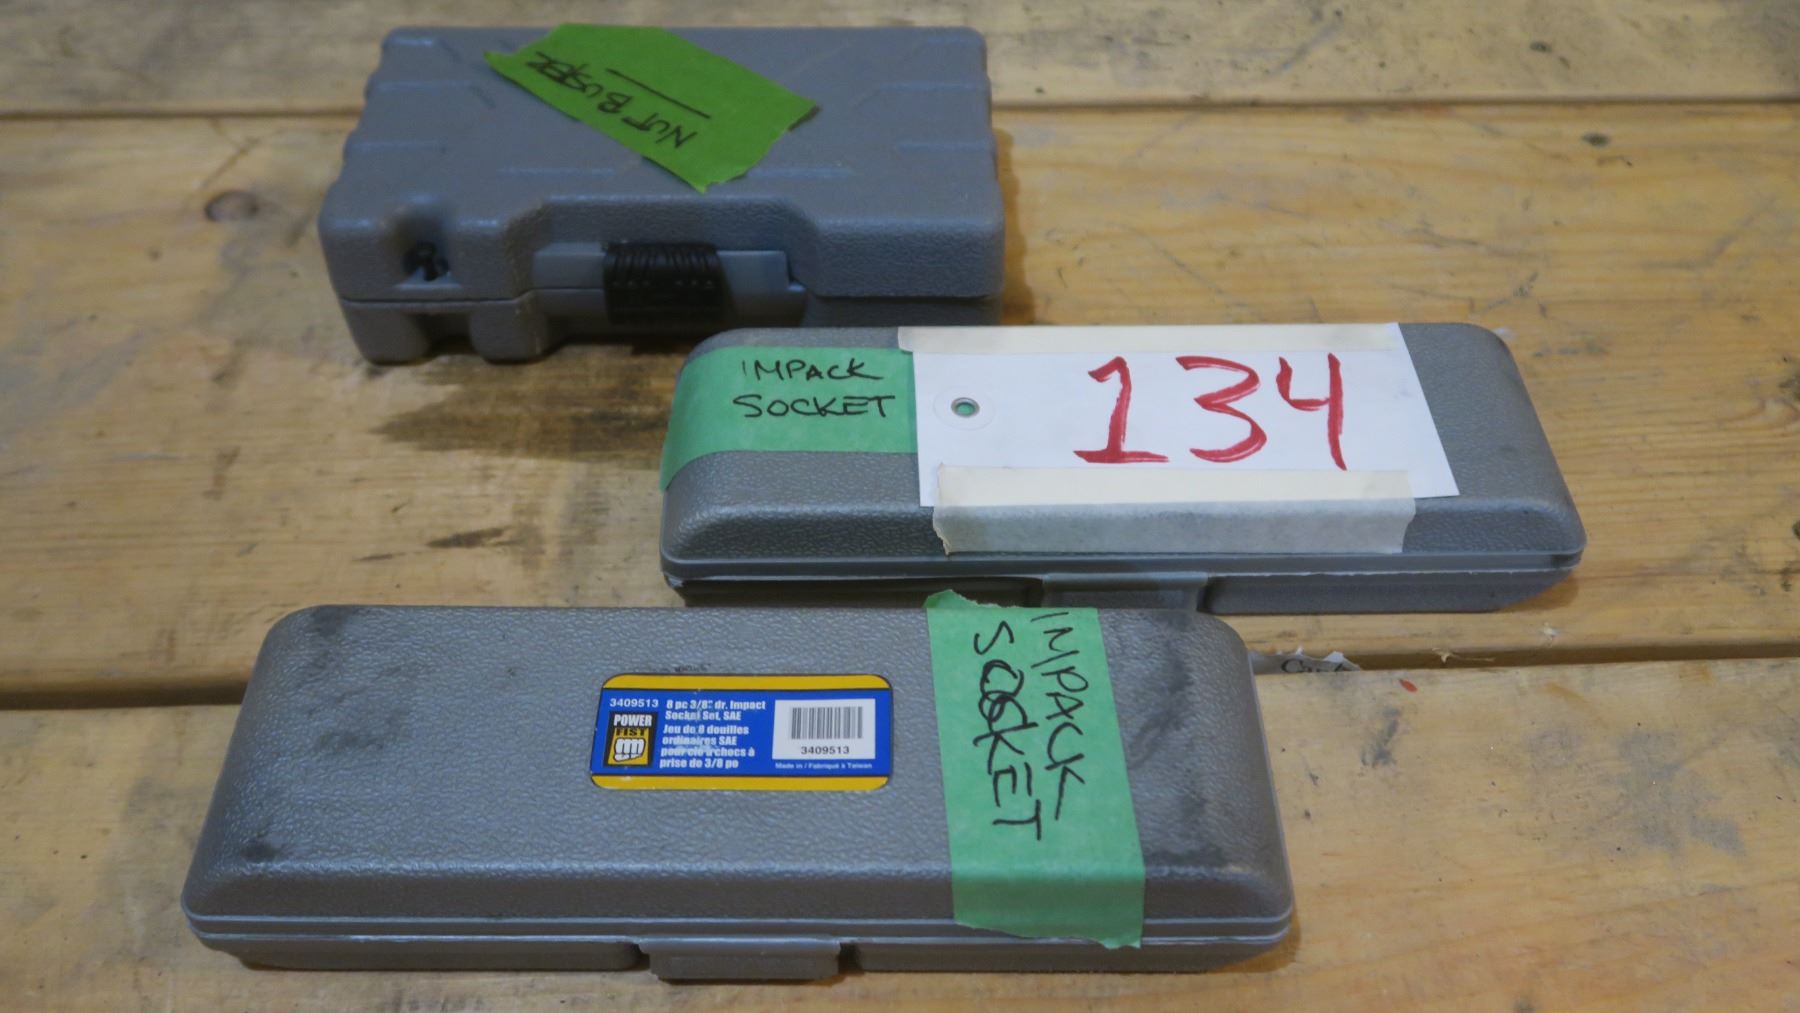 NUT BUSTER
IMPACK
SOCKET
134
3409513
8 pc 3/8" dr. Impact
Socket Set, SAE
POWER
FIST
Jeu de 8 douilles
ordinaires SAE
pour clé à chocs à
prise de 3/8 po
3409513
Made in / Fabriqué à Taiwan
IMPACK
SOCKET